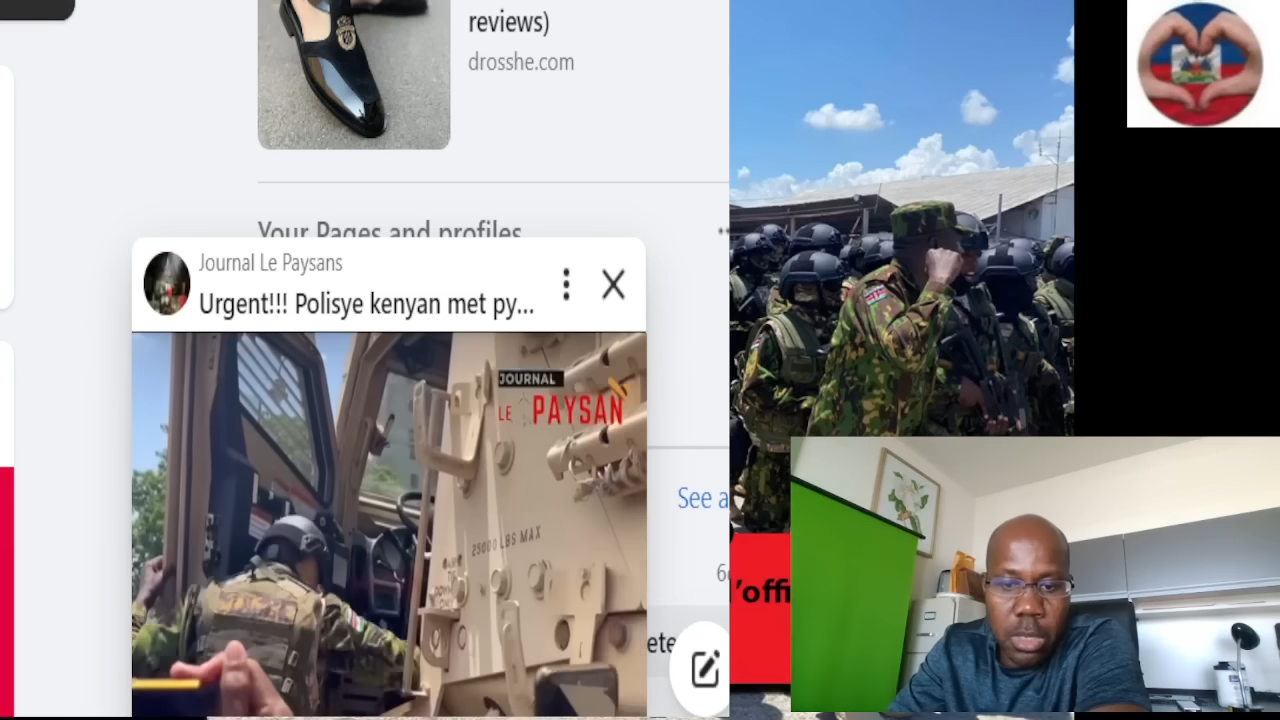 reviews)
drosshe.com
Your Pages and profiles
Journal Le Paysans
Urgent!!! Polisye kenyan met py...
JOURNAL
LE PAYSAN
25000 LBS MAX
See a
'offi
ete